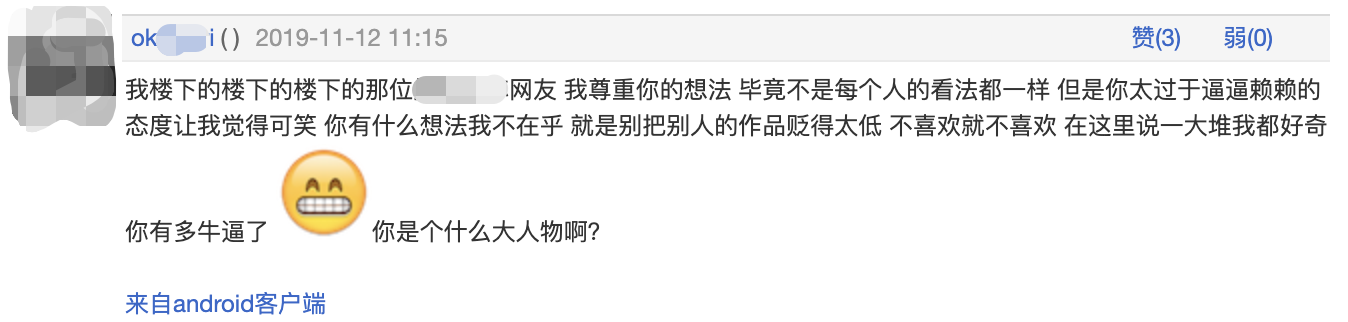 ok i() 2019-11-12 11:15 赞(3) 弱(0)
我楼下的楼下的楼下的那位 网友 我尊重你的想法 毕竟不是每个人的看法都一样 但是你太过于逼逼赖赖的
态度让我觉得可笑 你有什么想法我不在乎 就是别把别人的作品贬得太低 不喜欢就不喜欢 在这里说一大堆我都好奇
你有多牛逼了 😁 你是个什么大人物啊?
来自android客户端